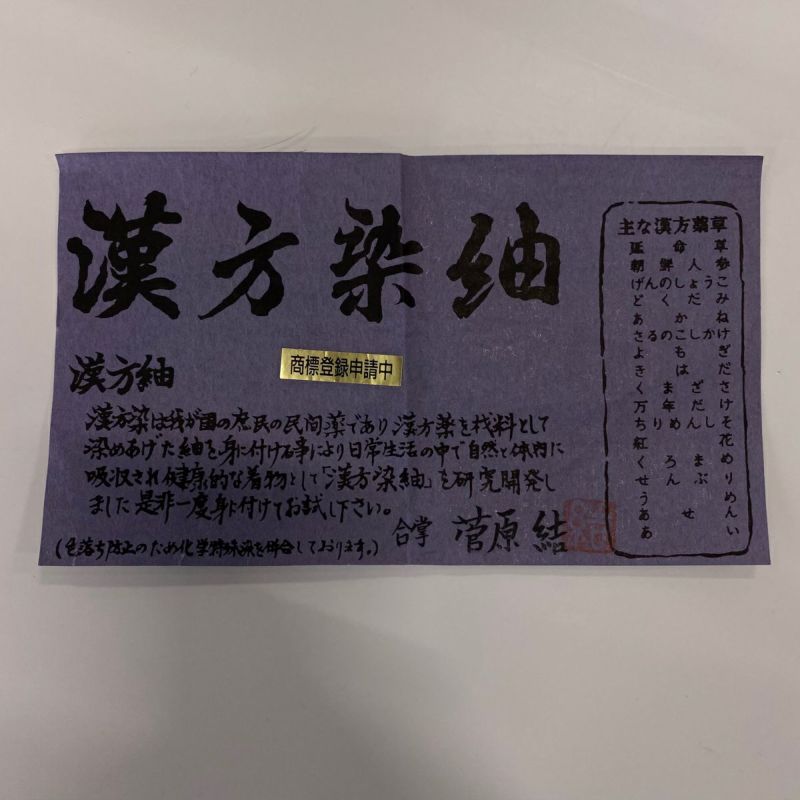 漢方染紬
漢方紬
商標登録申請中
漢方染は我が国の庶民の民間薬であり漢方薬を材料として
染めあげた紬を身に付ける事により日常生活の中で自然と体内に
吸収され健康的な着物として「漢方染紬」を研究開発し
ました是非一度身に付けてお試し下さい。
(色落ち防止のため化学特殊染を併合しております。)
合掌 菅原結
主な漢方薬草
延命草
朝鮮人参
げんのしょうこ
どくだみ
あかね
さるのこしかけ
よもぎ
きはだ
くまざさ
万年だけ
ちりめんしそ
紅花
くろまめ
せんぶり
うめ
あせん
あい